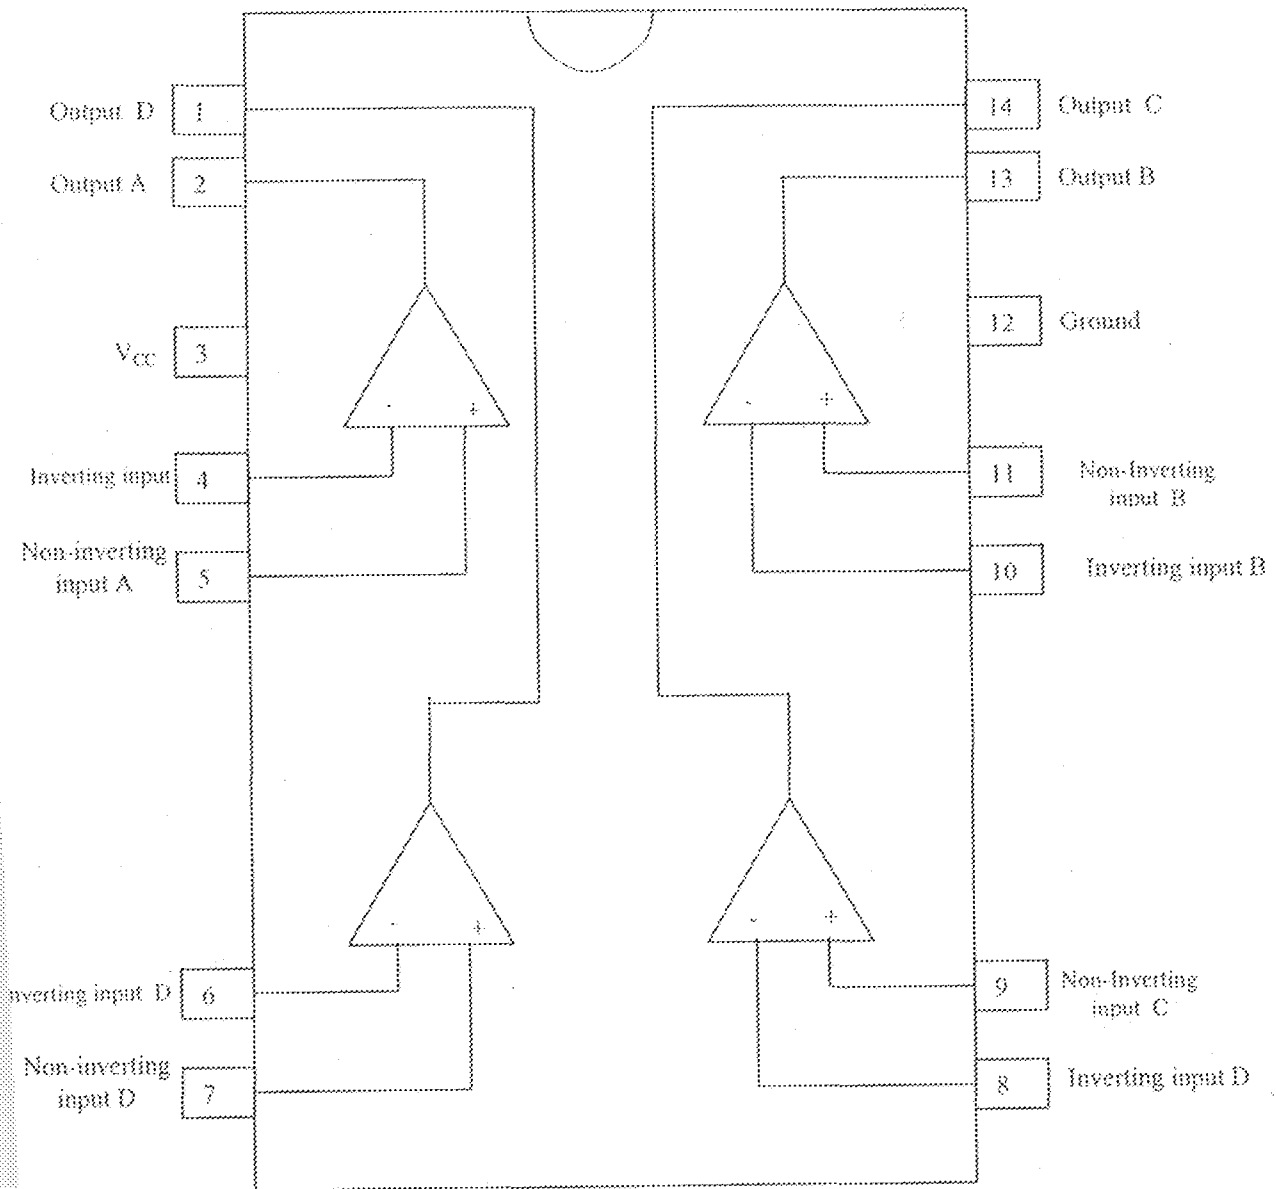 Output D 1
Output A 2
VCC 3
Inverting input 4
Non-inverting
input A 5
nverting input D 6
Non-inverting
input D 7
14 Output C
13 Output B
12 Ground
11 Non-Inverting
input B
10 Inverting input B
9 Non-Inverting
input C
8 Inverting input D
- +
- +
- +
- +